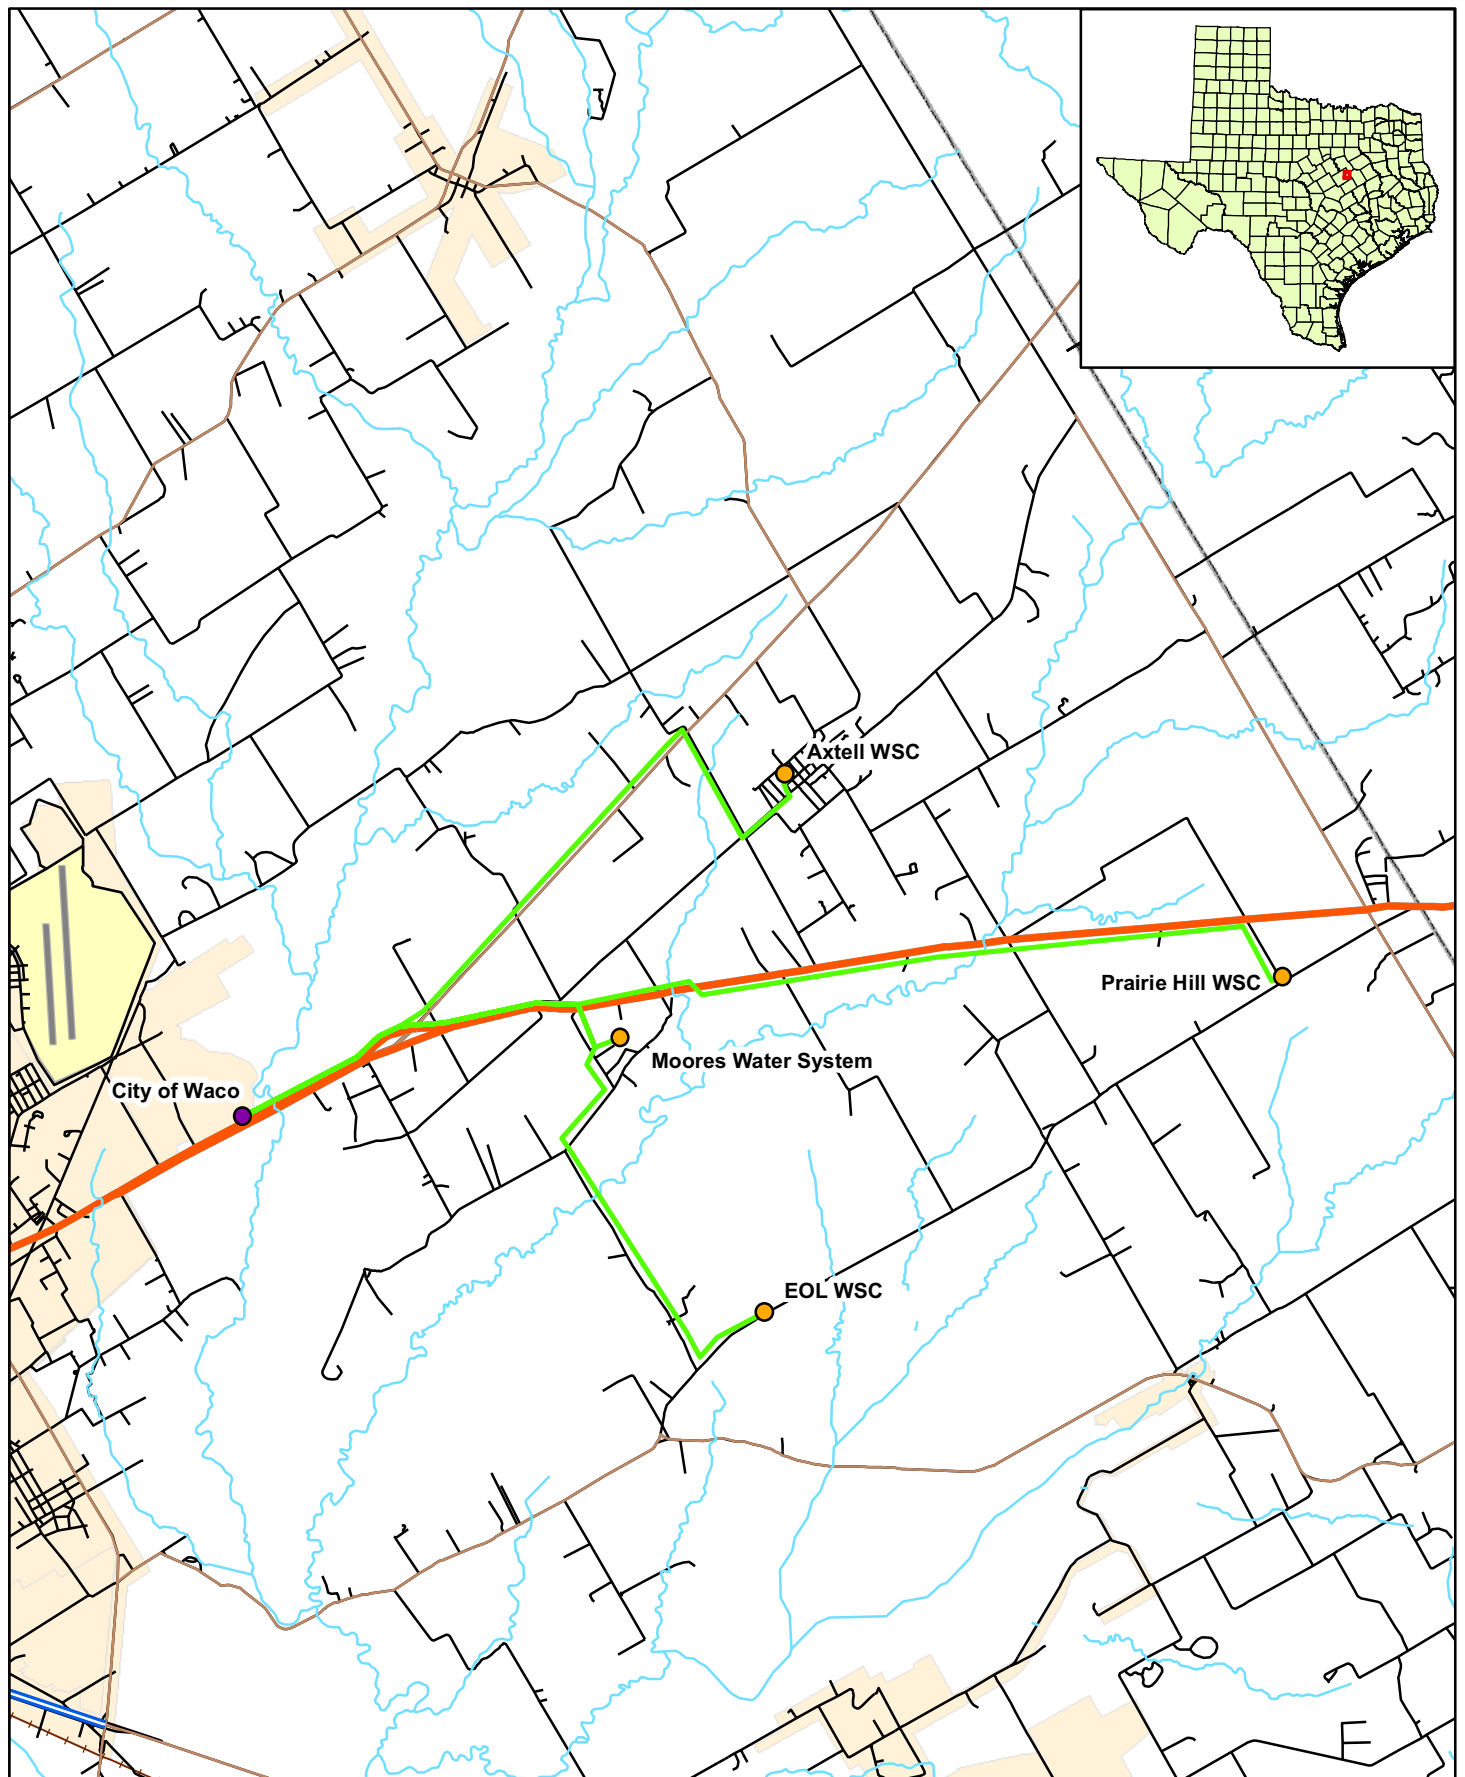 Axtell WSC
Prairie Hill WSC
Moores Water System
City of Waco
EOL WSC